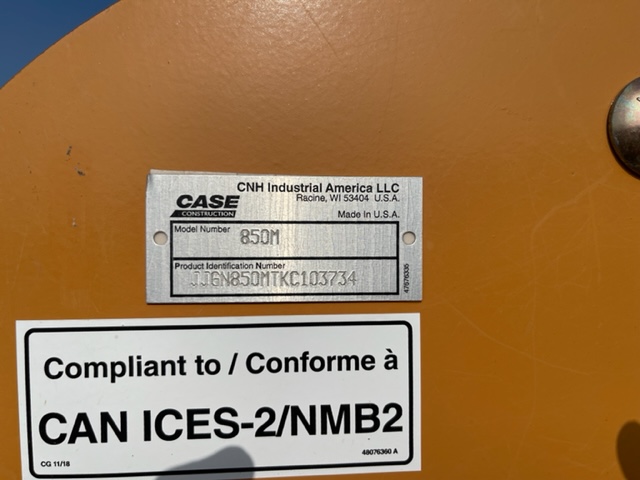 CNH Industrial America LLC
Racine, WI 53404 U.S.A.
CASE
CONSTRUCTION
Made in U.S.A.
Model Number 850M
Product Identification Number
JJGN850MTKC103734
47576335
Compliant to / Conforme à
CAN ICES-2/NMB2
CG 11/18
48076360 A